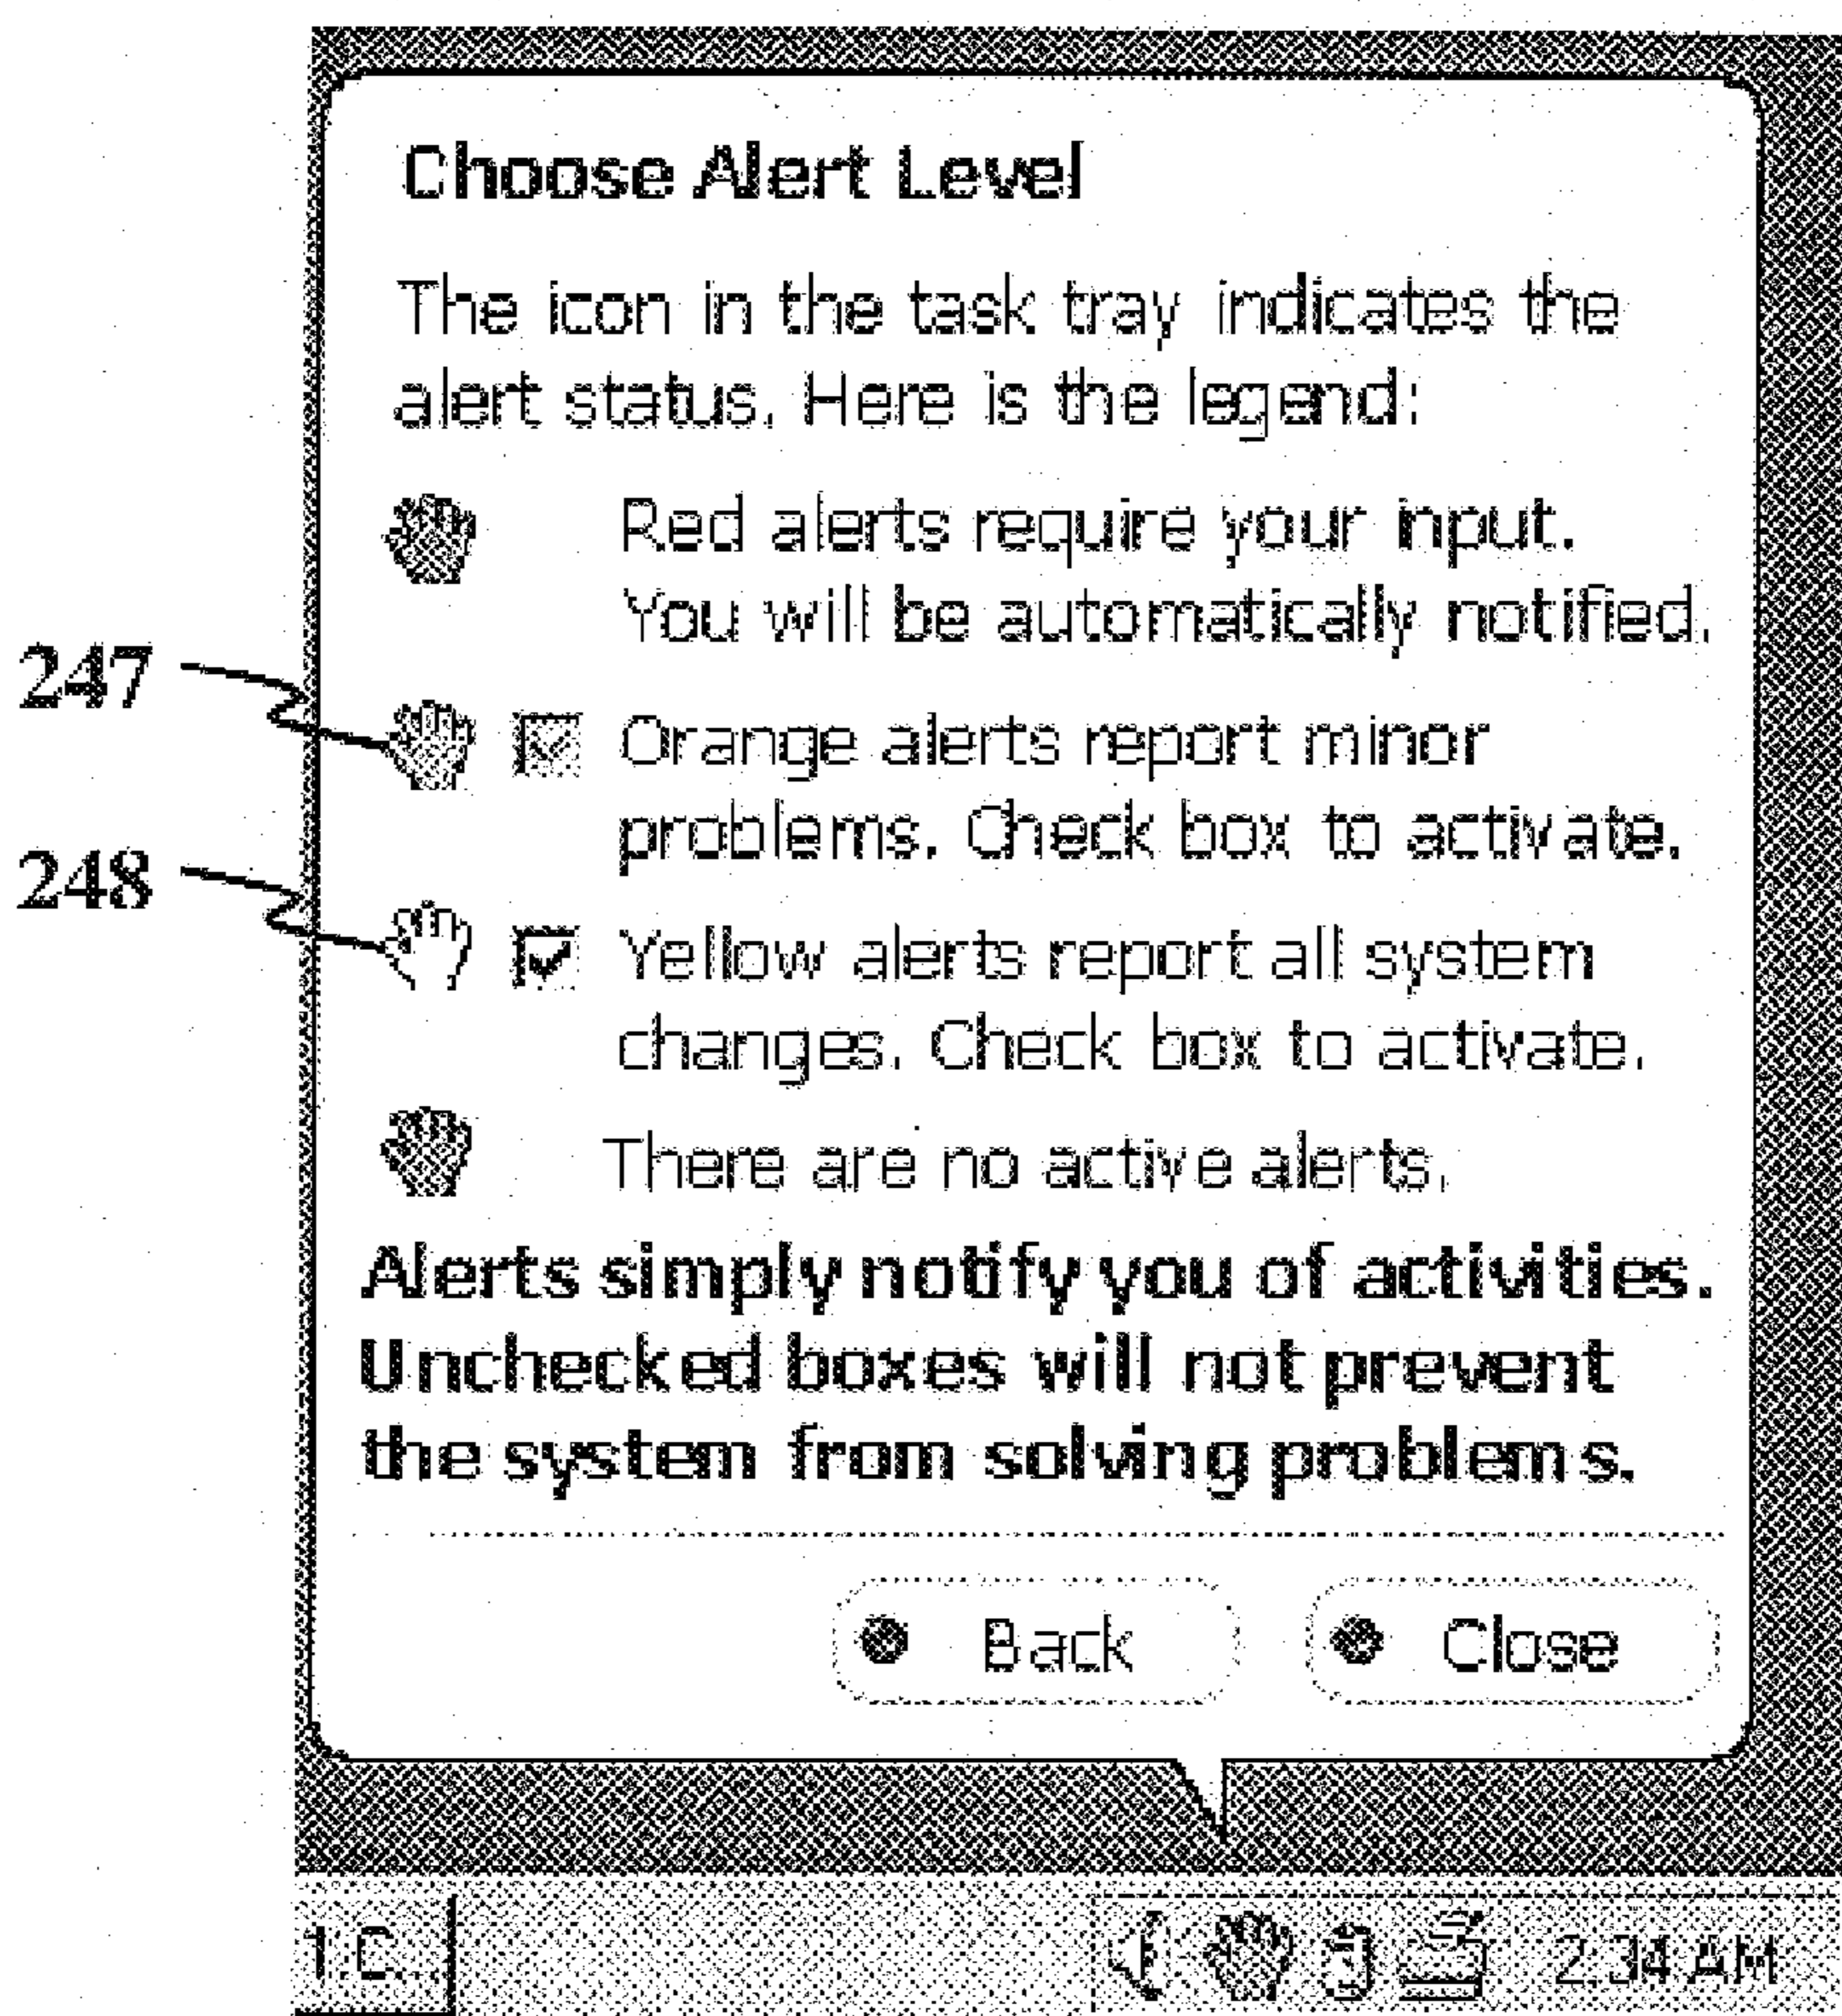 Choose Alert Level
The icon in the task tray indicates the
alert status. Here is the legend:
Red alerts require your input.
You will be automatically notified.
247
Orange alerts report minor
problems. Check box to activate.
248
Yellow alerts report all system
changes. Check box to activate.
There are no active alerts.
Alerts simply notify you of activities.
Unchecked boxes will not prevent
the system from solving problems.
Back Close
2:34 AM